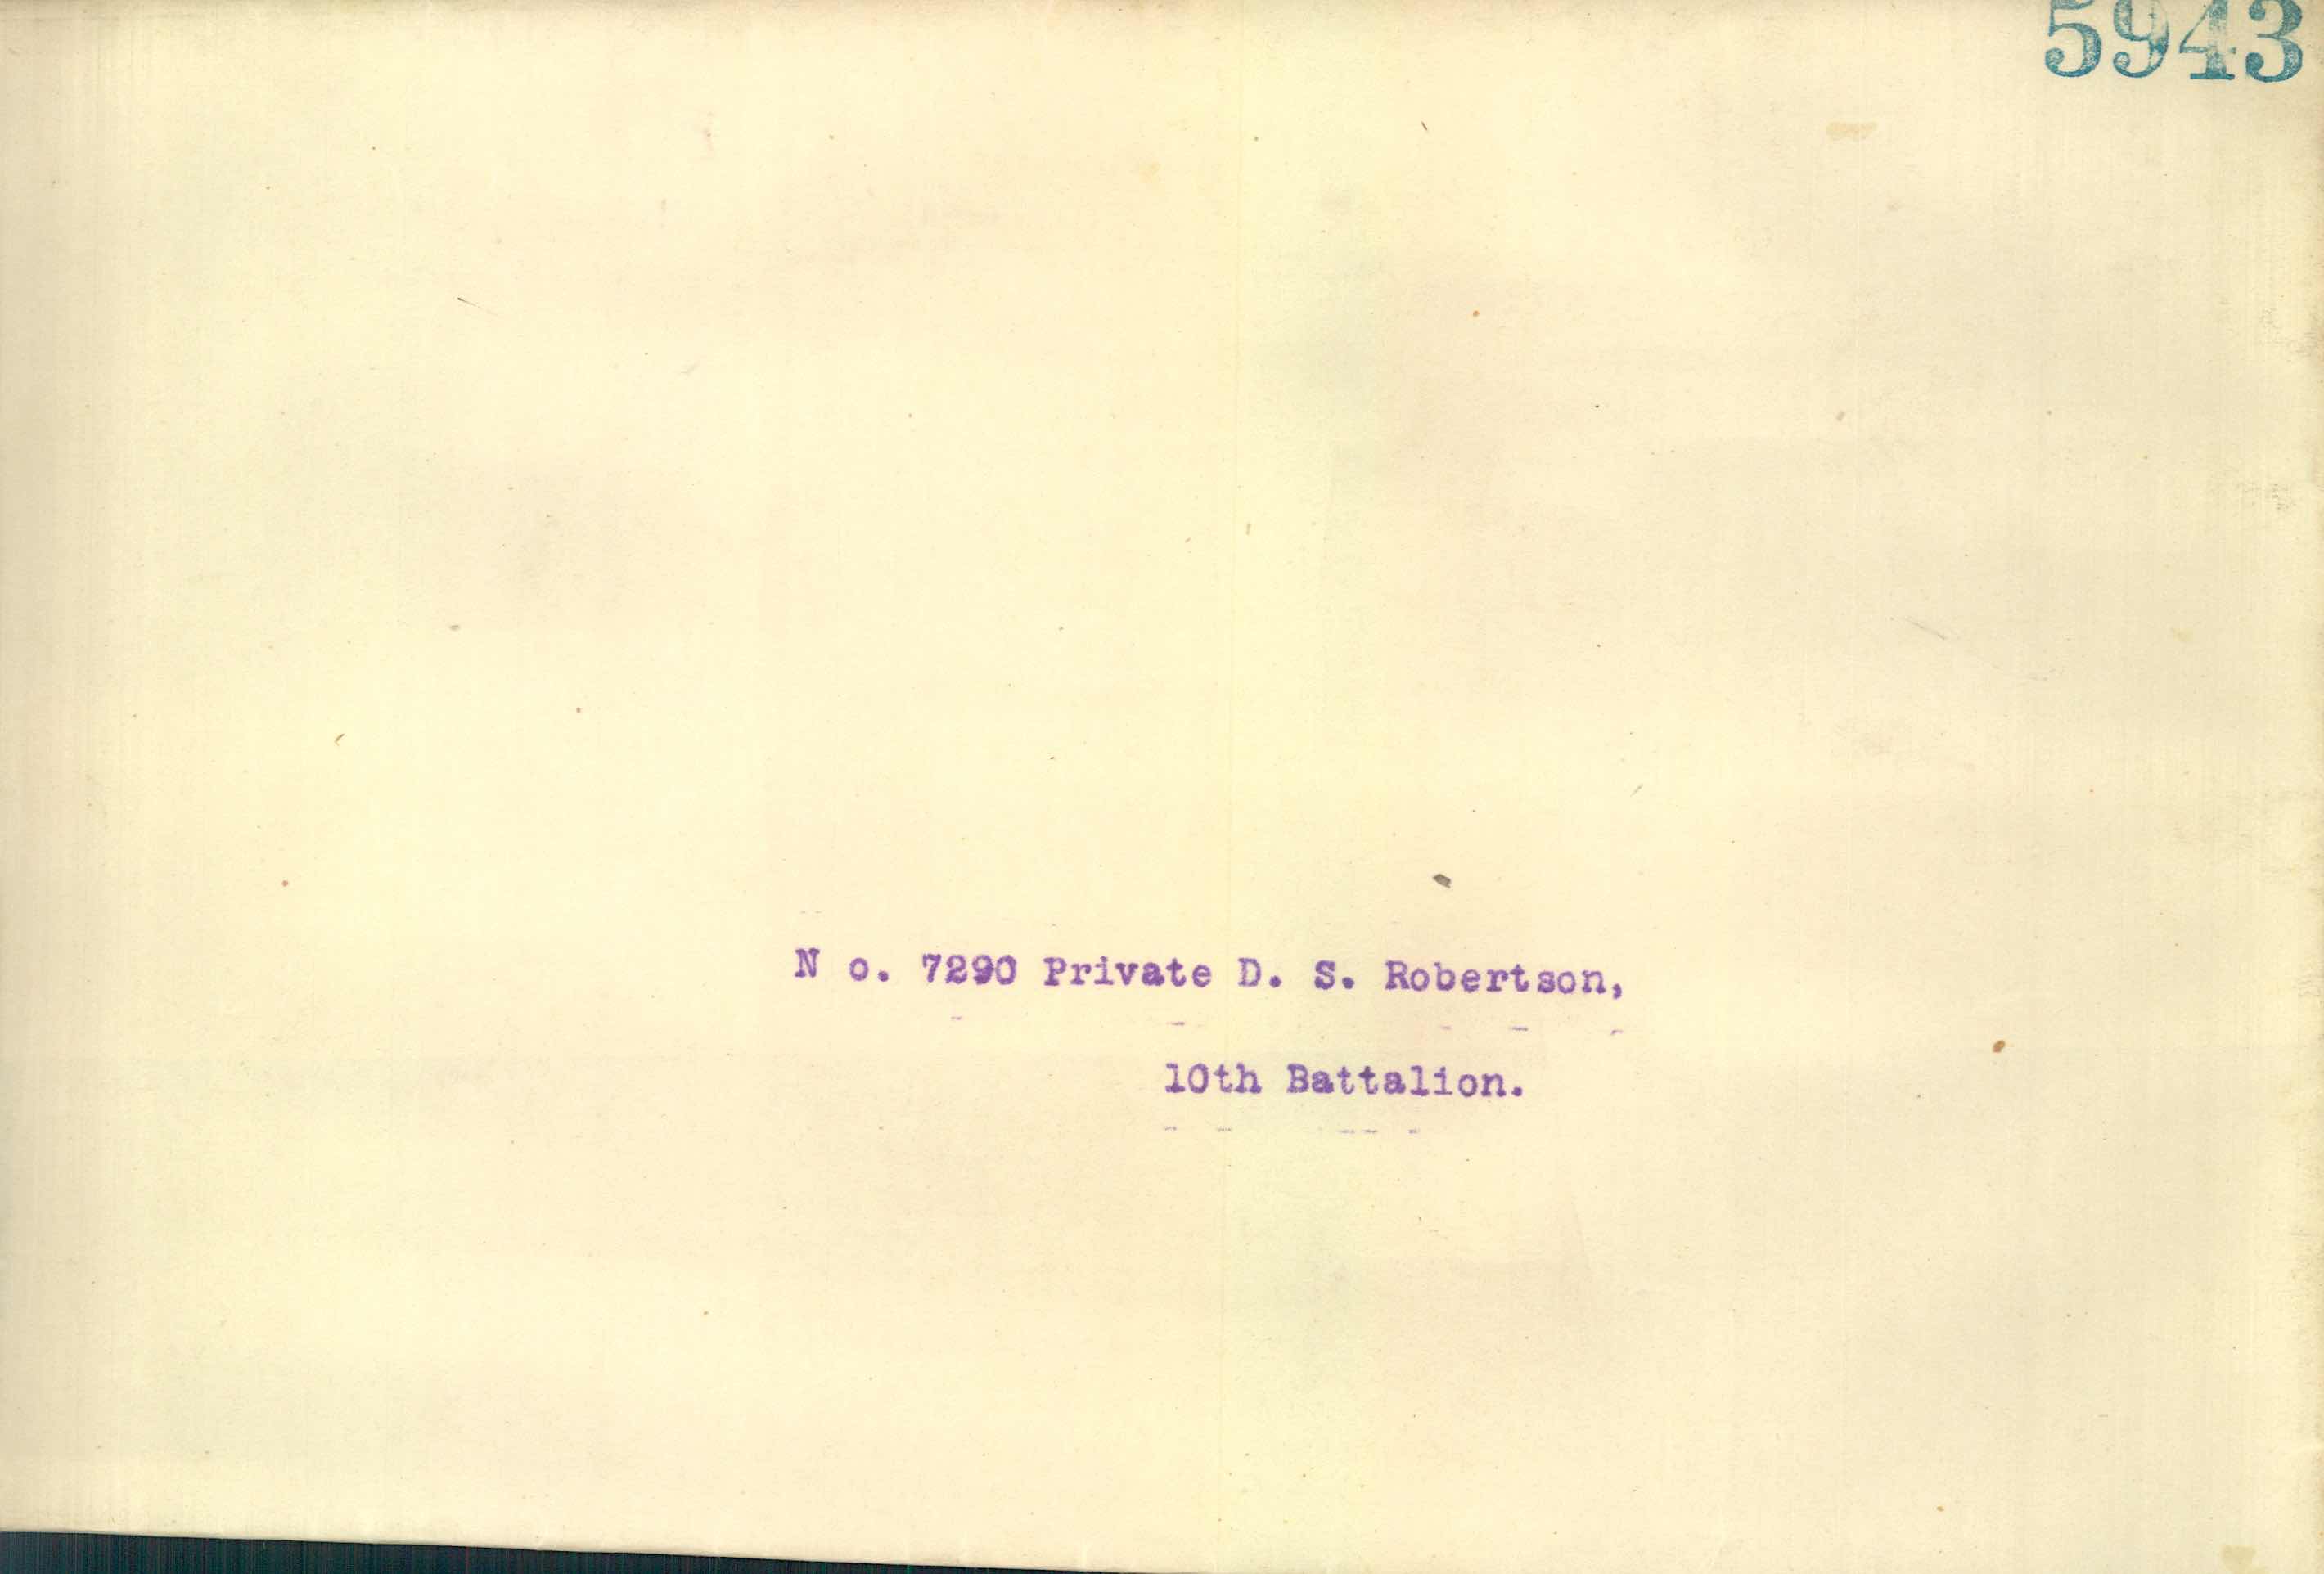 5943
N o. 7290 Private D. S. Robertson,
10th Battalion.